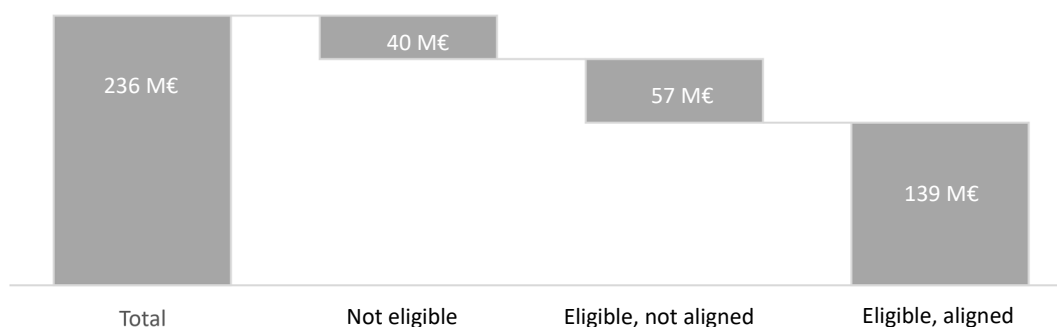 236 M€
40 M€
57 M€
139 M€
Total
Not eligible
Eligible, not aligned
Eligible, aligned